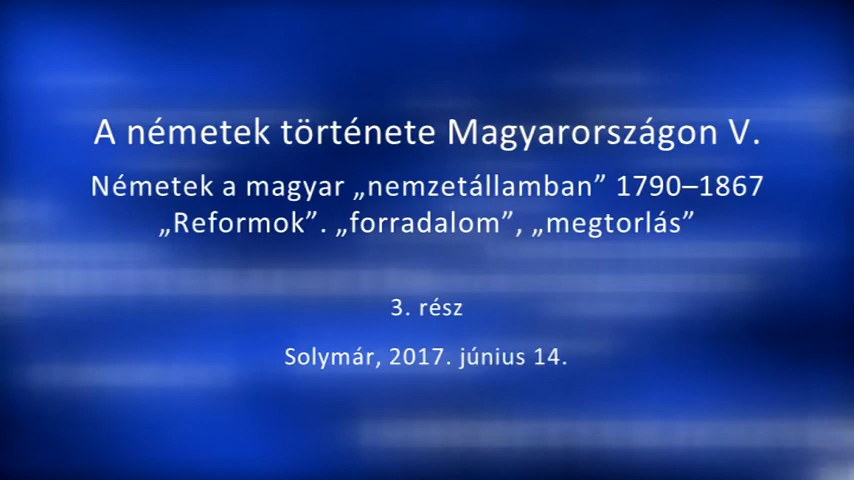 A németek története Magyarországon V.
Németek a magyar „nemzetállamban” 1790–1867
„Reformok”. „forradalom”, „megtorlás”
3. rész
Solymár, 2017. június 14.